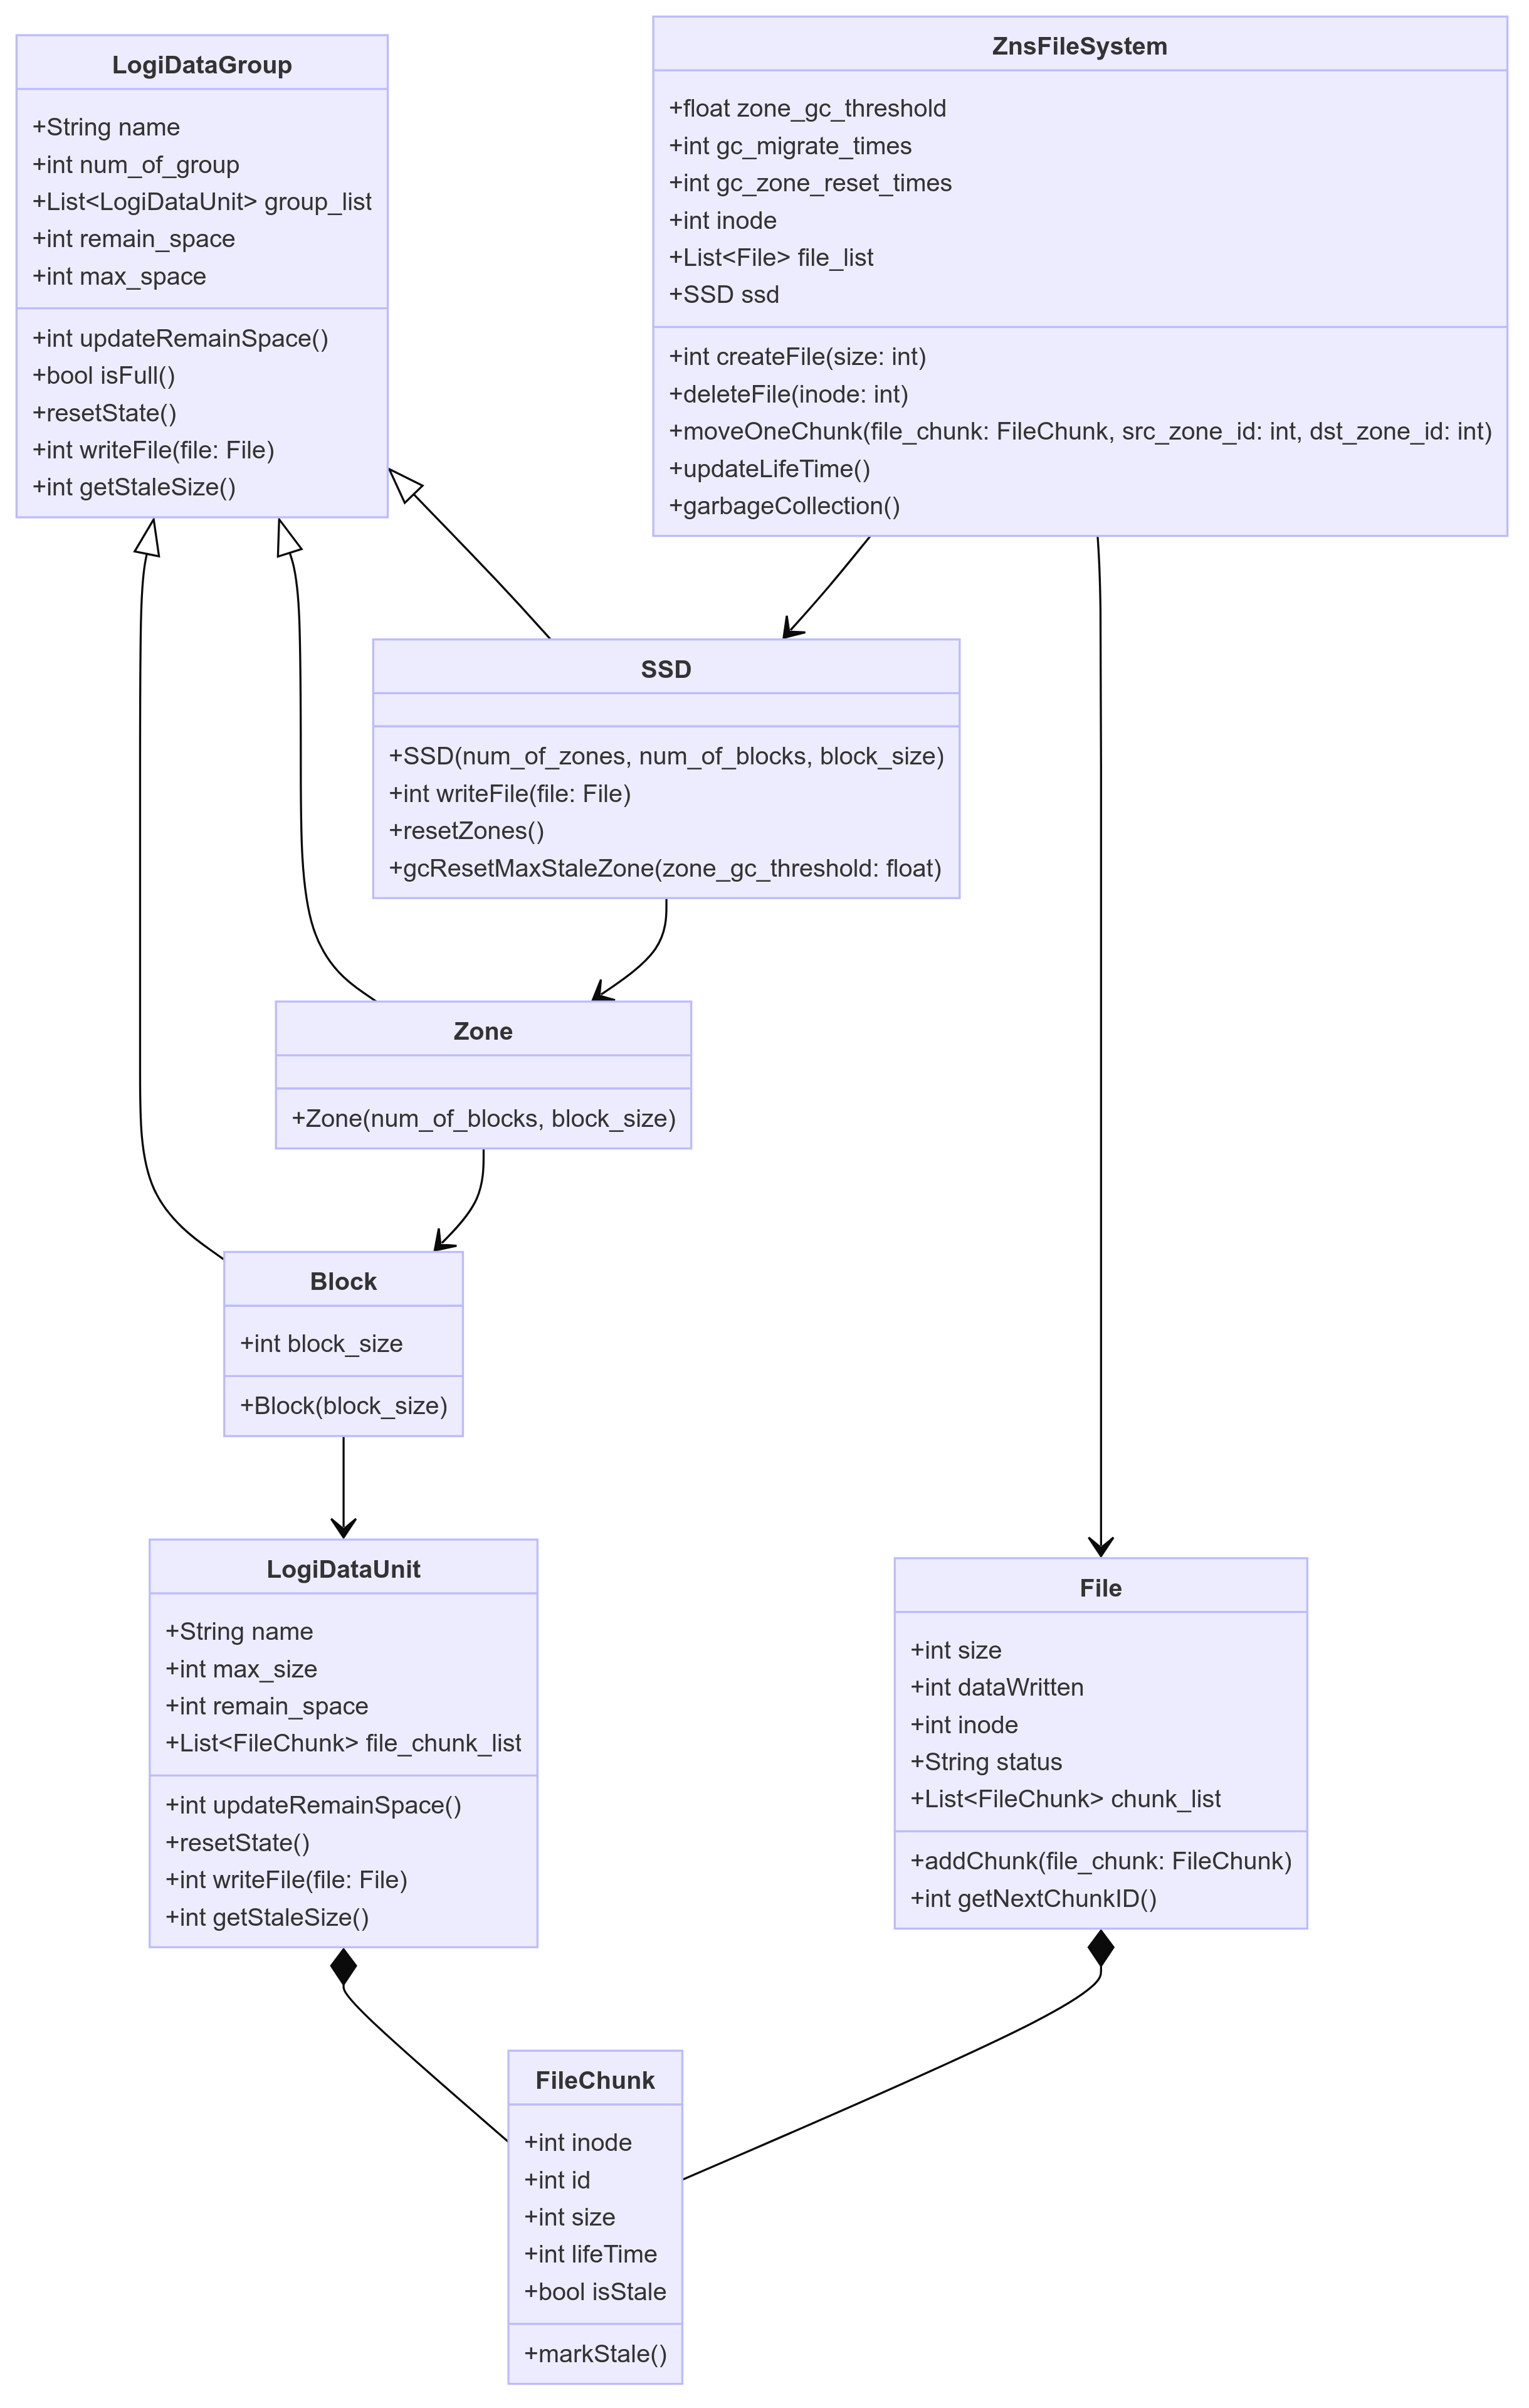 LogiDataGroup
+String name
+int num_of_group
+List<LogiDataUnit> group_list
+int remain_space
+int max_space
+int updateRemainSpace()
+bool isFull()
+resetState()
+int writeFile(file: File)
+int getStaleSize()
ZnsFileSystem
+float zone_gc_threshold
+int gc_migrate_times
+int gc_zone_reset_times
+int inode
+List<File> file_list
+SSD ssd
+int createFile(size: int)
+deleteFile(inode: int)
+moveOneChunk(file_chunk: FileChunk, src_zone_id: int, dst_zone_id: int)
+updateLifeTime()
+garbageCollection()
SSD
+SSD(num_of_zones, num_of_blocks, block_size)
+int writeFile(file: File)
+resetZones()
+gcResetMaxStaleZone(zone_gc_threshold: float)
Zone
+Zone(num_of_blocks, block_size)
Block
+int block_size
+Block(block_size)
LogiDataUnit
+String name
+int max_size
+int remain_space
+List<FileChunk> file_chunk_list
+int updateRemainSpace()
+resetState()
+int writeFile(file: File)
+int getStaleSize()
File
+int size
+int dataWritten
+int inode
+String status
+List<FileChunk> chunk_list
+addChunk(file_chunk: FileChunk)
+int getNextChunkID()
FileChunk
+int inode
+int id
+int size
+int lifeTime
+bool isStale
+markStale()